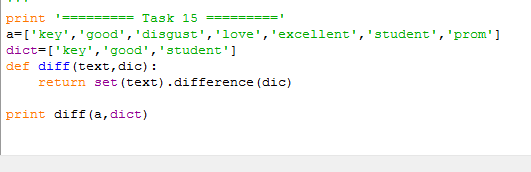 '''
print '========= Task 15 ========='
a=['key','good','disgust','love','excellent','student','prom']
dict=['key','good','student']
def diff(text,dic):
    return set(text).difference(dic)
print diff(a,dict)